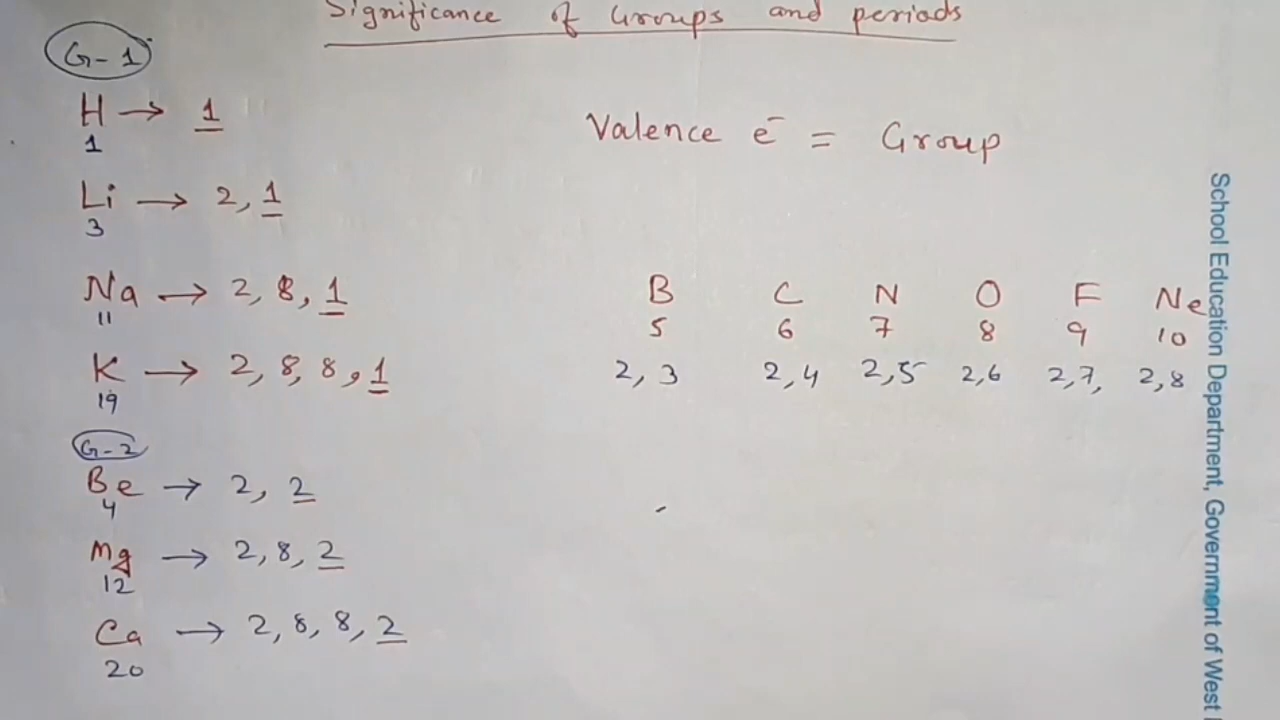 Significance of Groups and periods
G-1
H → 1
1
Li → 2, 1
3
Na → 2, 8, 1
11
K → 2, 8, 8, 1
19
G-2
Be → 2, 2
4
Mg → 2, 8, 2
12
Ca → 2, 8, 8, 2
20
Valence e⁻ = Group
B C N O F Ne
5 6 7 8 9 10
2, 3 2, 4 2,5 2,6 2,7, 2,8
School Education Department, Government of West